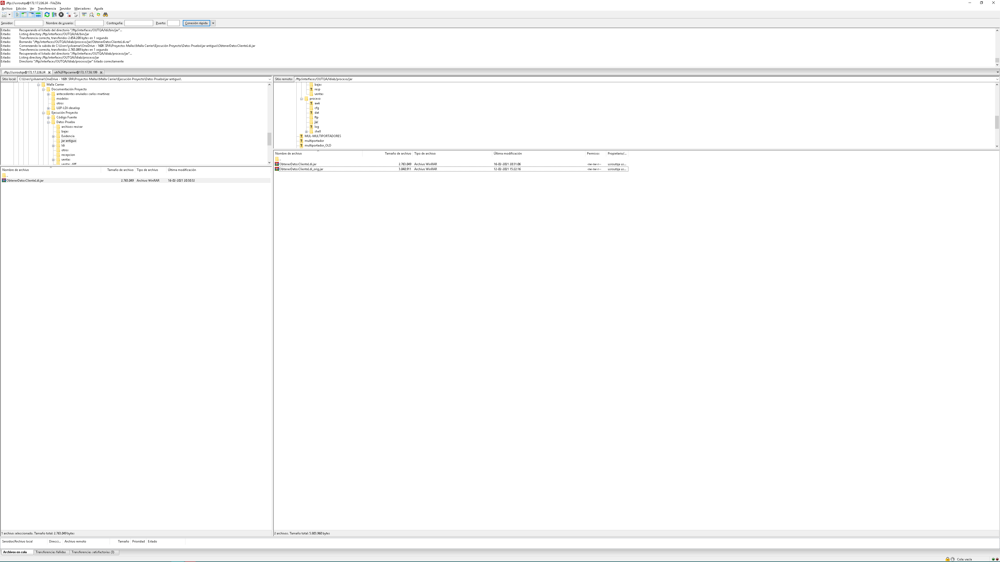 sftp://usroutqa@172.17.226.24 - FileZilla
Archivo Edición Ver Transferencia Servidor Marcadores Ayuda
Servidor: Nombre de usuario: Contraseña: Puerto: Conexión rápida
Estado: Recuperando el listado del directorio "/ftp/interfaces/OUTQA/ldi/bin/jar"...
Estado: Listing directory /ftp/interfaces/OUTQA/ldi/bin/jar
Estado: Transferencia correcta, transferidos 2.654.208 bytes en 1 segundo
Estado: Borrando "/ftp/interfaces/OUTQA/ldiab/proceso/jar/ObtenerDatosClienteLdi.rar"
Estado: Comenzando la subida de C:\Users\jsilvamar\OneDrive - 160K SPA\Proyectos Mallas\Malla Carrier\Ejecución Proyecto\Datos Prueba\jar antiguo\ObtenerDatosClienteLdi.jar
Estado: Transferencia correcta, transferidos 2.763.049 bytes en 1 segundo
Estado: Recuperando el listado del directorio "/ftp/interfaces/OUTQA/ldiab/proceso/jar"...
Estado: Listing directory /ftp/interfaces/OUTQA/ldiab/proceso/jar
Estado: Directorio "/ftp/interfaces/OUTQA/ldiab/proceso/jar" listado correctamente
sftp://usroutqa@172.17.226.24 vtr%2Fftpcarrier@172.17.58.199
Sitio local: C:\Users\jsilvamar\OneDrive - 160K SPA\Proyectos Mallas\Malla Carrier\Ejecución Proyecto\Datos Prueba\jar antiguo\
Malla Carrier
Documentación Proyecto
antecedentes enviados carlos martinez
modelos
otros
U2P-LDI-develop
Ejecución Proyecto
Código Fuente
Datos Prueba
archivos revisar
bajas
Evidencia
jar antiguo
ldi
otros
recepcion
ventas
ventas_diff
Nombre de archivo Tamaño de archivo Tipo de archivo Última modificación
..
ObtenerDatosClienteLdi.jar 2.763.049 Archivo WinRAR 16-02-2021 20:30:32
1 archivo seleccionado. Tamaño total: 2.763.049 bytes
Sitio remoto: /ftp/interfaces/OUTQA/ldiab/proceso/jar
bajas
resp
ventas
proceso
awk
cfg
dat
ftp
jar
log
shell
MUL-MULTIPORTADORES
multiportador
multiportador_OLD
Nombre de archivo Tamaño de archivo Tipo de archivo Última modificación Permisos Propietario/...
..
ObtenerDatosClienteLdi.jar 2.763.049 Archivo WinRAR 16-02-2021 20:31:06 -rw-rw-r-- usroutqa us...
ObtenerDatosClienteLdi_orig.jar 3.040.911 Archivo WinRAR 12-02-2021 15:22:16 -rw-rw-r-- usroutqa us...
2 archivos. Tamaño total: 5.803.960 bytes
Servidor/Archivo local Direcci... Archivo remoto Tamaño Prioridad Estado
Archivos en cola Transferencias fallidas Transferencias satisfactorias (3)
Cola: vacía